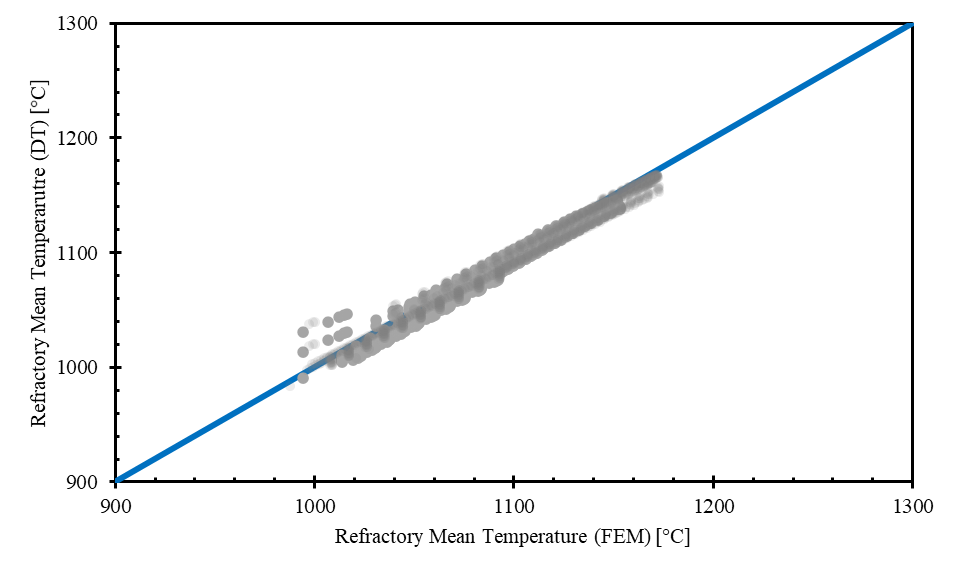 1300
1200
1100
1000
900
Refractory Mean Temperarutre (DT) [°C]
900 1000 1100 1200 1300
Refractory Mean Temperature (FEM) [°C]